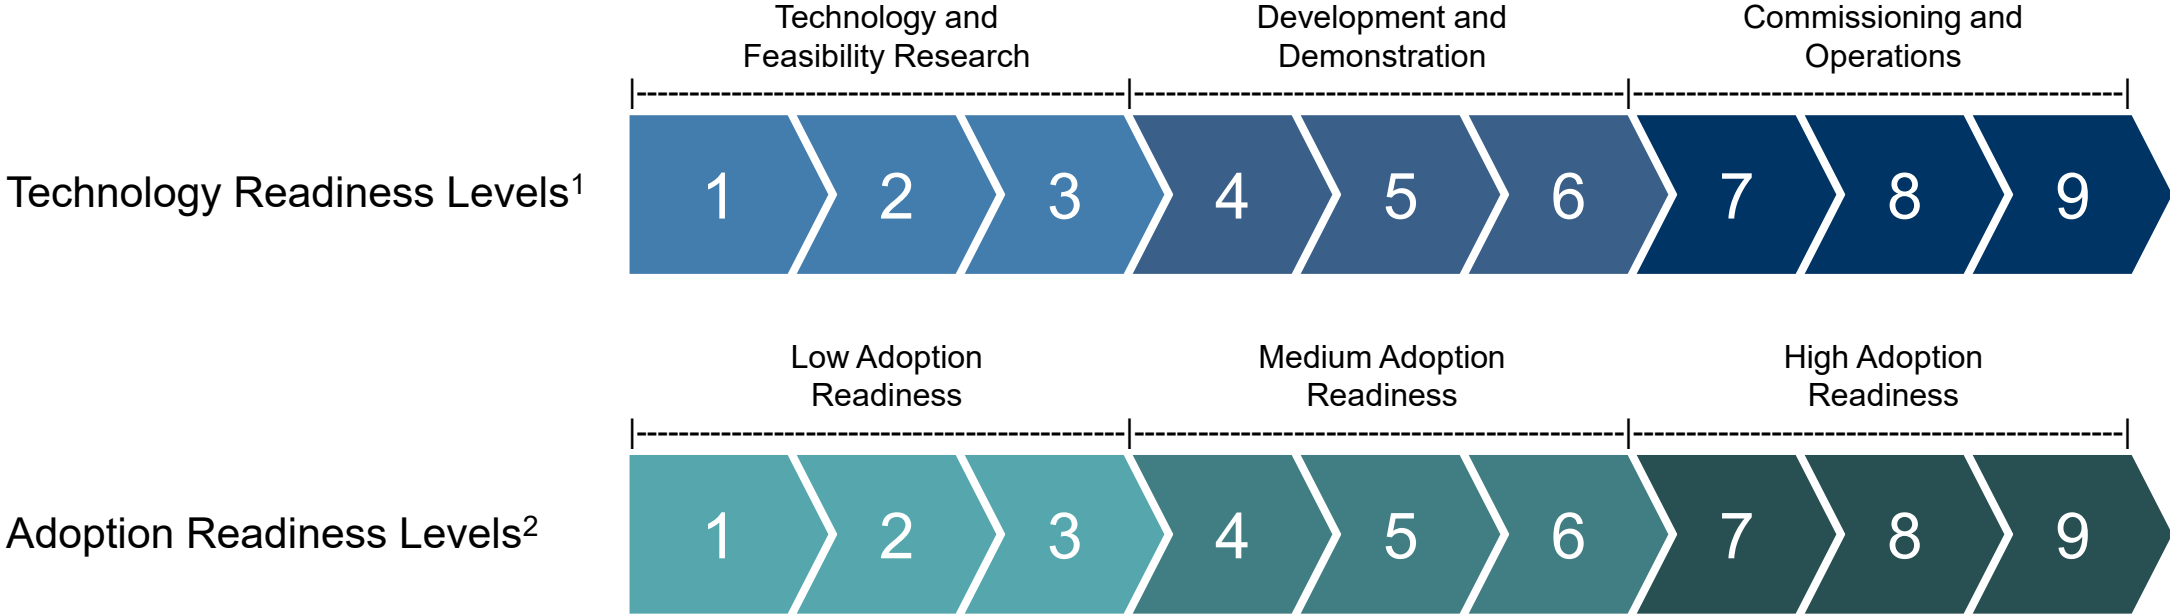 Technology and
Feasibility Research
Development and
Demonstration
Commissioning and
Operations
Technology Readiness Levels¹
1 2 3 4 5 6 7 8 9
Low Adoption
Readiness
Medium Adoption
Readiness
High Adoption
Readiness
Adoption Readiness Levels²
1 2 3 4 5 6 7 8 9